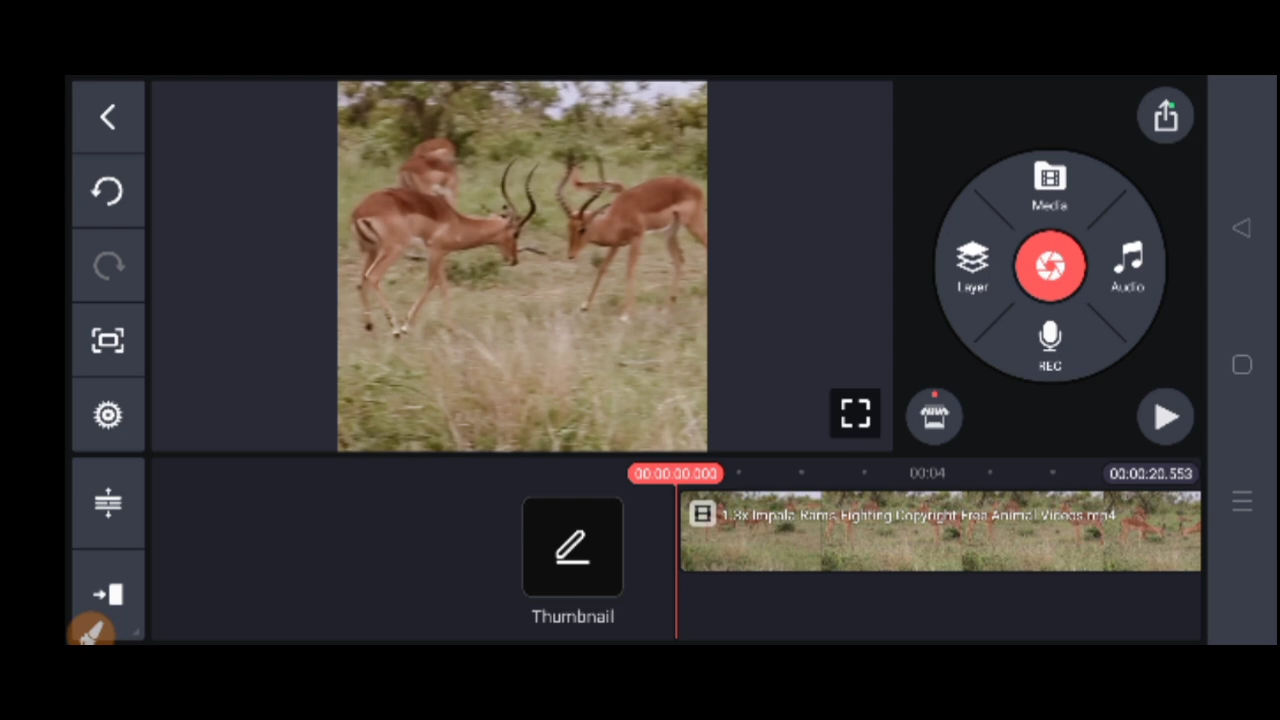 Media
Layer
Audio
REC
00:00:00.000
00:04
00:00:20.553
1.3x Impala Rams Fighting Copyright Free Animal Videos.mp4
Thumbnail